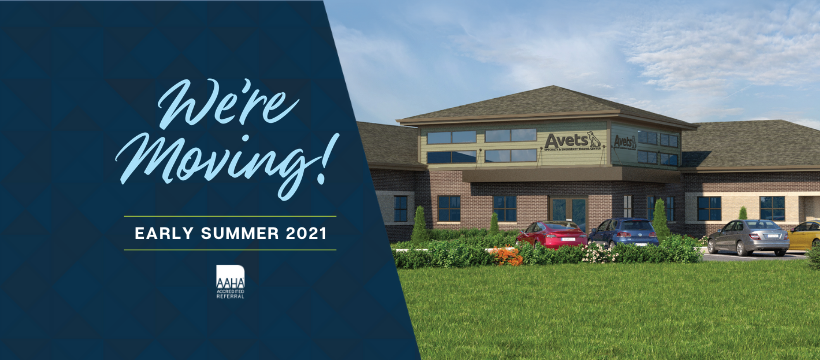 We're
Moving!
EARLY SUMMER 2021
AAHA
ACCREDITED
REFERRAL
Avets
Avets